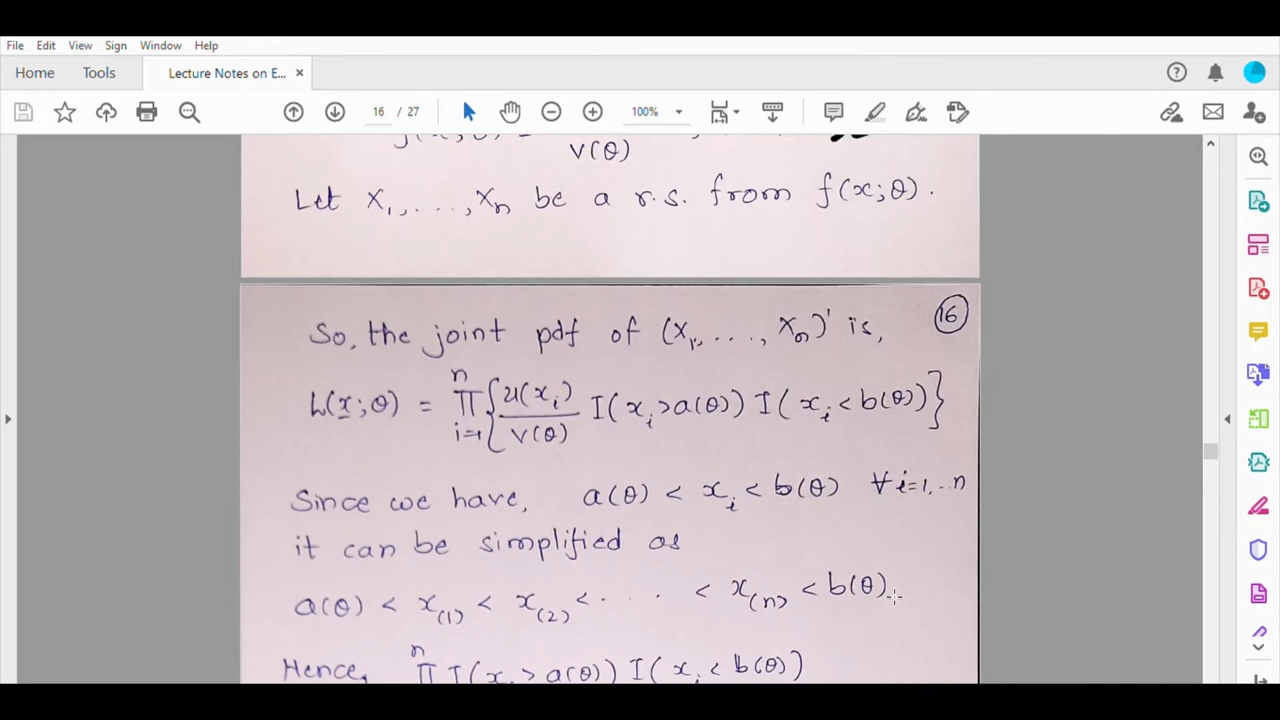 File Edit View Sign Window Help
Home Tools Lecture Notes on E... ×
16 / 27 100%
V(θ)
Let X₁, . . . ., Xₙ be a r.s. from f(x;θ).
16
So, the joint pdf of (X₁, . . . ., Xₙ)' is,
L(x;θ) = ∏ⁿᵢ₌₁ { u(xᵢ)/v(θ) I(xᵢ > a(θ)) I(xᵢ < b(θ)) }
Since we have, a(θ) < xᵢ < b(θ) ∀ i=1,..n
it can be simplified as
a(θ) < x₍₁₎ < x₍₂₎ < . . . . < x₍ₙ₎ < b(θ)
Hence, ∏ⁿ I(xᵢ > a(θ)) I(xᵢ < b(θ))